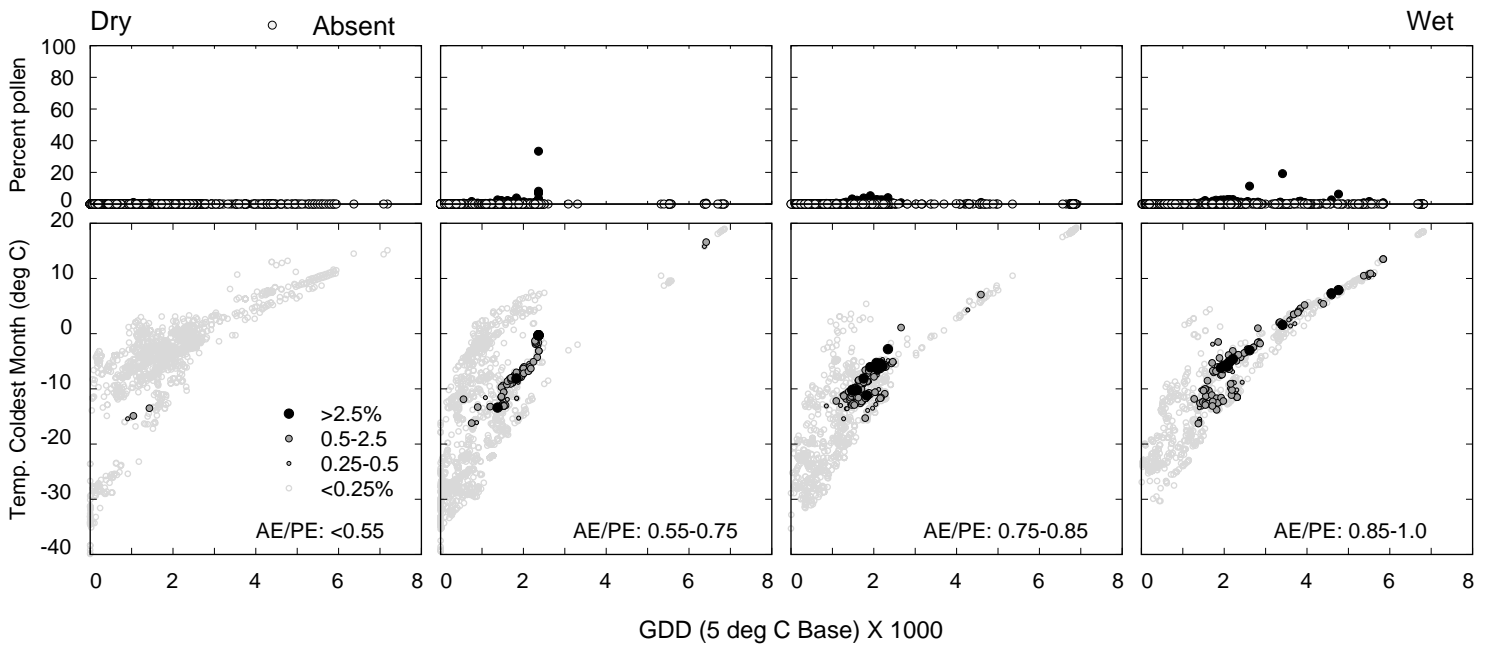 Dry
Absent
Wet
Percent pollen
100
80
60
40
20
0
Temp. Coldest Month (deg C)
20
10
0
-10
-20
-30
-40
>2.5%
0.5-2.5
0.25-0.5
<0.25%
AE/PE: <0.55
AE/PE: 0.55-0.75
AE/PE: 0.75-0.85
AE/PE: 0.85-1.0
0 2 4 6 8
0 2 4 6 8
0 2 4 6 8
0 2 4 6 8
GDD (5 deg C Base) X 1000